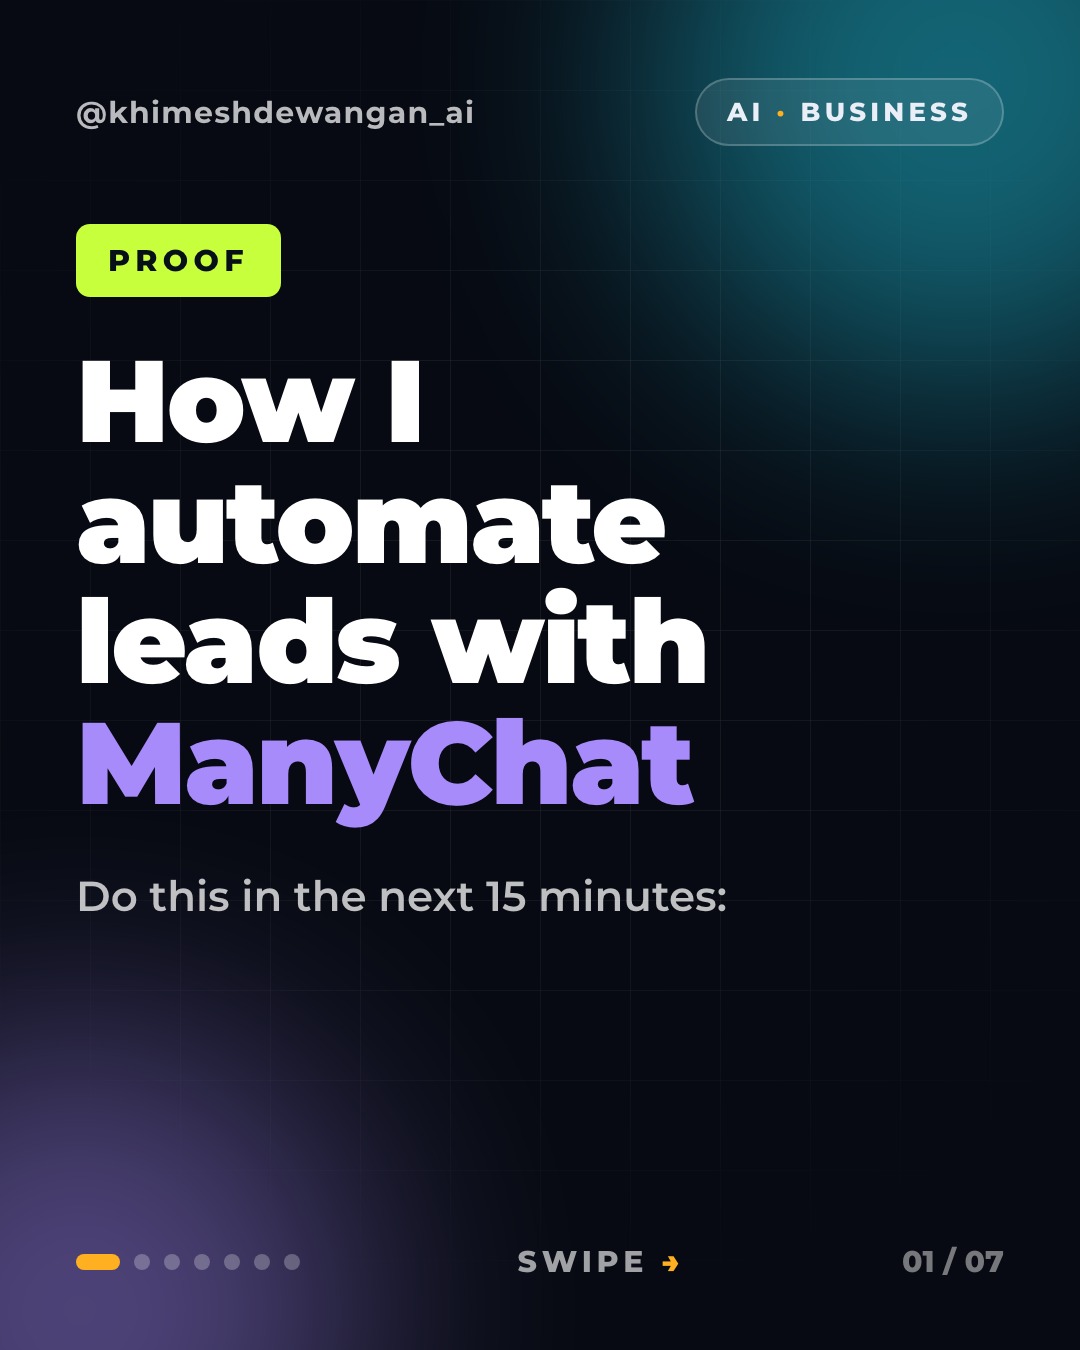 @khimeshdewangan_ai
AI · BUSINESS
PROOF
How I
automate
leads with
ManyChat
Do this in the next 15 minutes:
SWIPE →
01 / 07